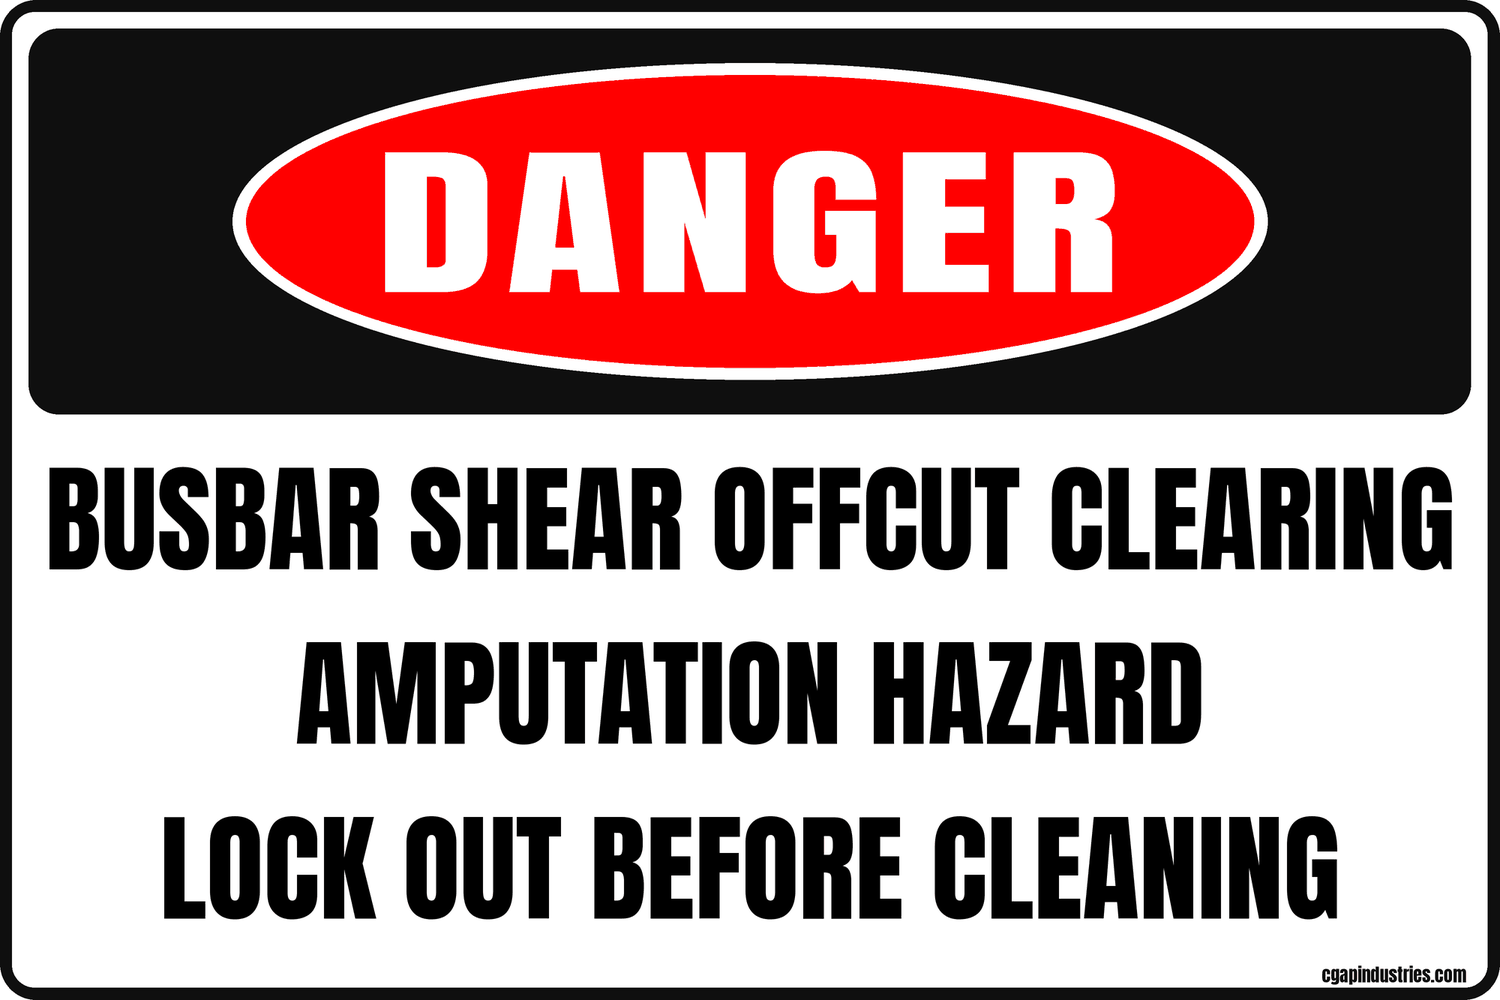 DANGER
BUSBAR SHEAR OFFCUT CLEARING
AMPUTATION HAZARD
LOCK OUT BEFORE CLEANING
cgapindustries.com